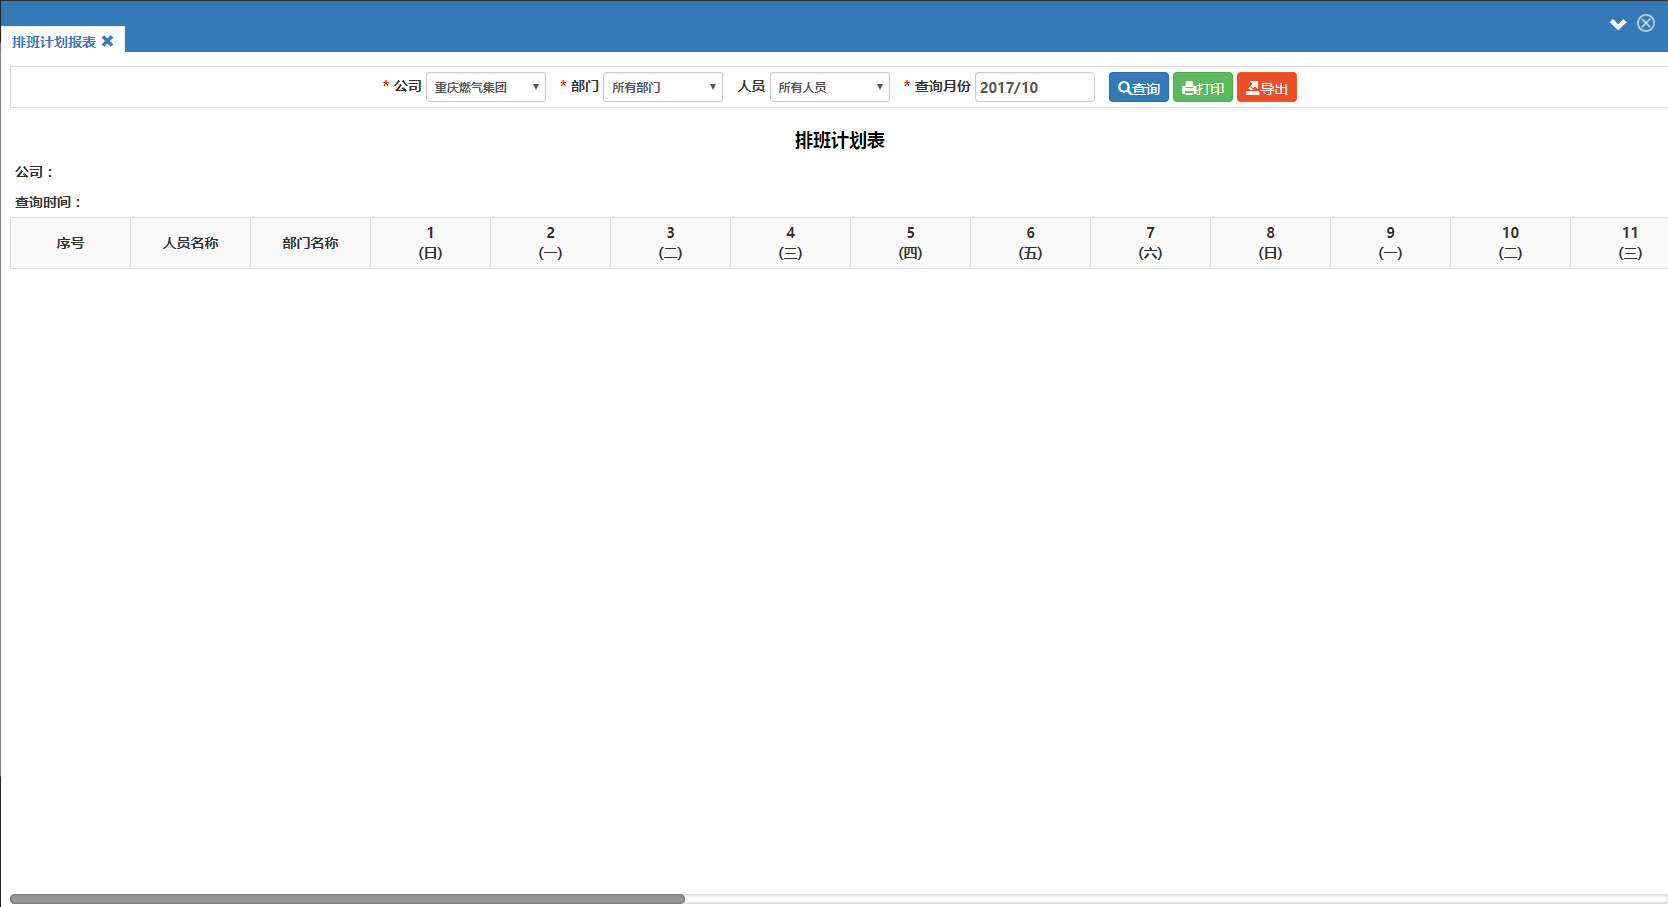 排班计划报表
* 公司 重庆燃气集团 * 部门 所有部门 人员 所有人员 * 查询月份 2017/10 查询 打印 导出
排班计划表
公司：
查询时间：
序号 人员名称 部门名称 1 2 3 4 5 6 7 8 9 10 11
(日) (一) (二) (三) (四) (五) (六) (日) (一) (二) (三)